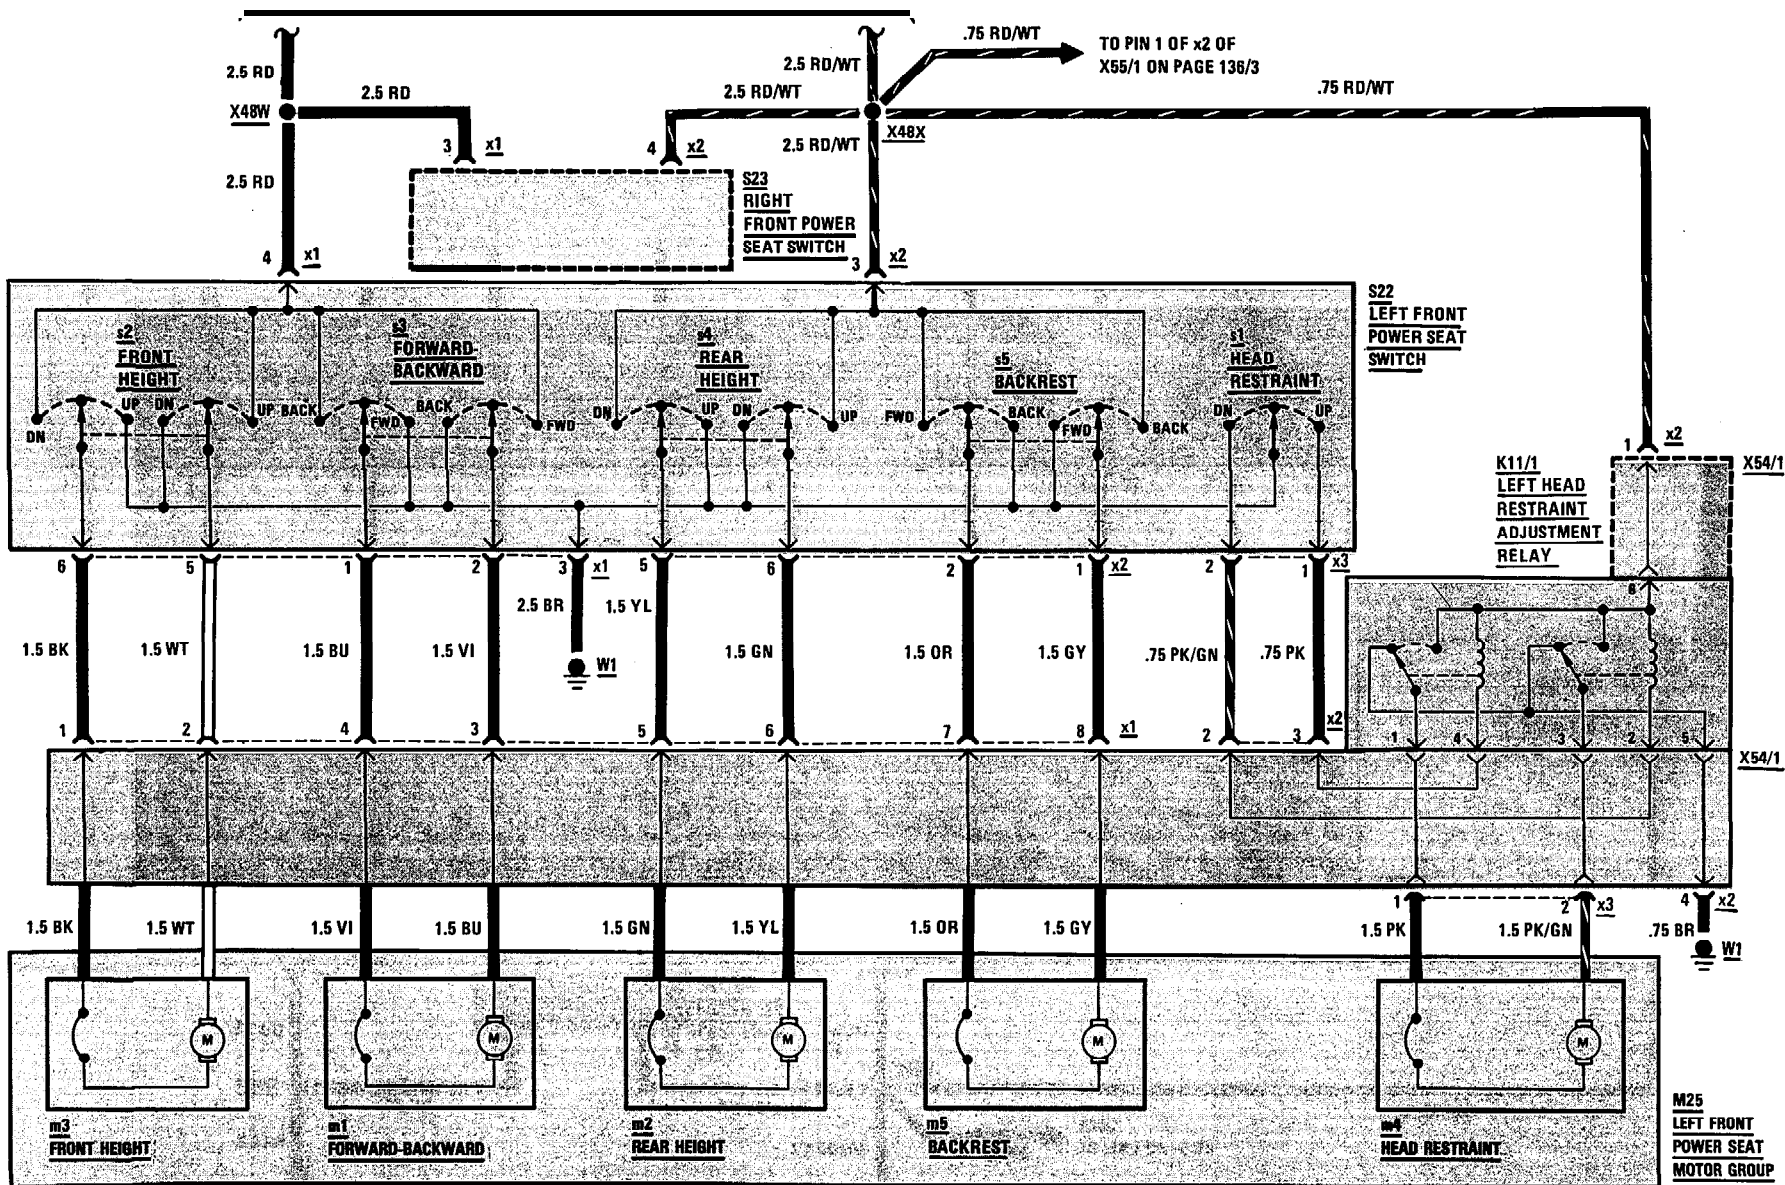 .75 RD/WT
TO PIN 1 OF x2 OF
X55/1 ON PAGE 136/3
2.5 RD
2.5 RD/WT
2.5 RD
2.5 RD/WT
.75 RD/WT
X48W
X48X
3 x1
4 x2
2.5 RD/WT
2.5 RD
S23
RIGHT
FRONT POWER
SEAT SWITCH
4 x1
3 x2
S22
LEFT FRONT
POWER SEAT
SWITCH
s2
FRONT
HEIGHT
s3
FORWARD-
BACKWARD
s4
REAR
HEIGHT
s5
BACKREST
s1
HEAD
RESTRAINT
DN UP DN UP BACK FWD BACK FWD DN UP DN UP FWD BACK FWD BACK DN UP
1 x2
X54/1
K11/1
LEFT HEAD
RESTRAINT
ADJUSTMENT
RELAY
6 5 1 2 3 x1 5 6 2 1 x2 2 1 x3
6
2.5 BR 1.5 YL
1.5 BK 1.5 WT 1.5 BU 1.5 VI 1.5 GN 1.5 OR 1.5 GY .75 PK/GN .75 PK
W1
1 2 4 3 5 6 7 8 x1 2 3 x2
1 4 3 2 5
X54/1
1 2 x3 4 x2
1.5 BK 1.5 WT 1.5 VI 1.5 BU 1.5 GN 1.5 YL 1.5 OR 1.5 GY 1.5 PK 1.5 PK/GN .75 BR
W1
M M M M M
m3
FRONT HEIGHT
m1
FORWARD-BACKWARD
m2
REAR HEIGHT
m5
BACKREST
m4
HEAD RESTRAINT
M25
LEFT FRONT
POWER SEAT
MOTOR GROUP